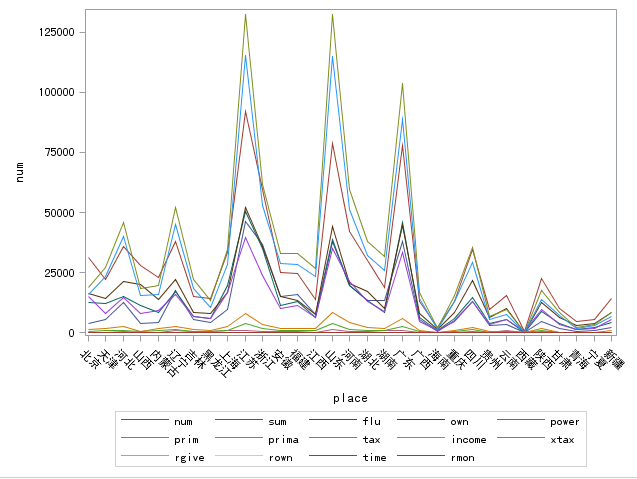 125000
100000
75000
50000
25000
0
num
北京
天津
河北
山西
内蒙古
辽宁
吉林
黑龙江
上海
江苏
浙江
安徽
福建
江西
山东
河南
湖北
湖南
广东
广西
海南
重庆
四川
贵州
云南
西藏
陕西
甘肃
青海
宁夏
新疆
place
num sum flu own power
prim prima tax income xtax
rgive rown time rmon